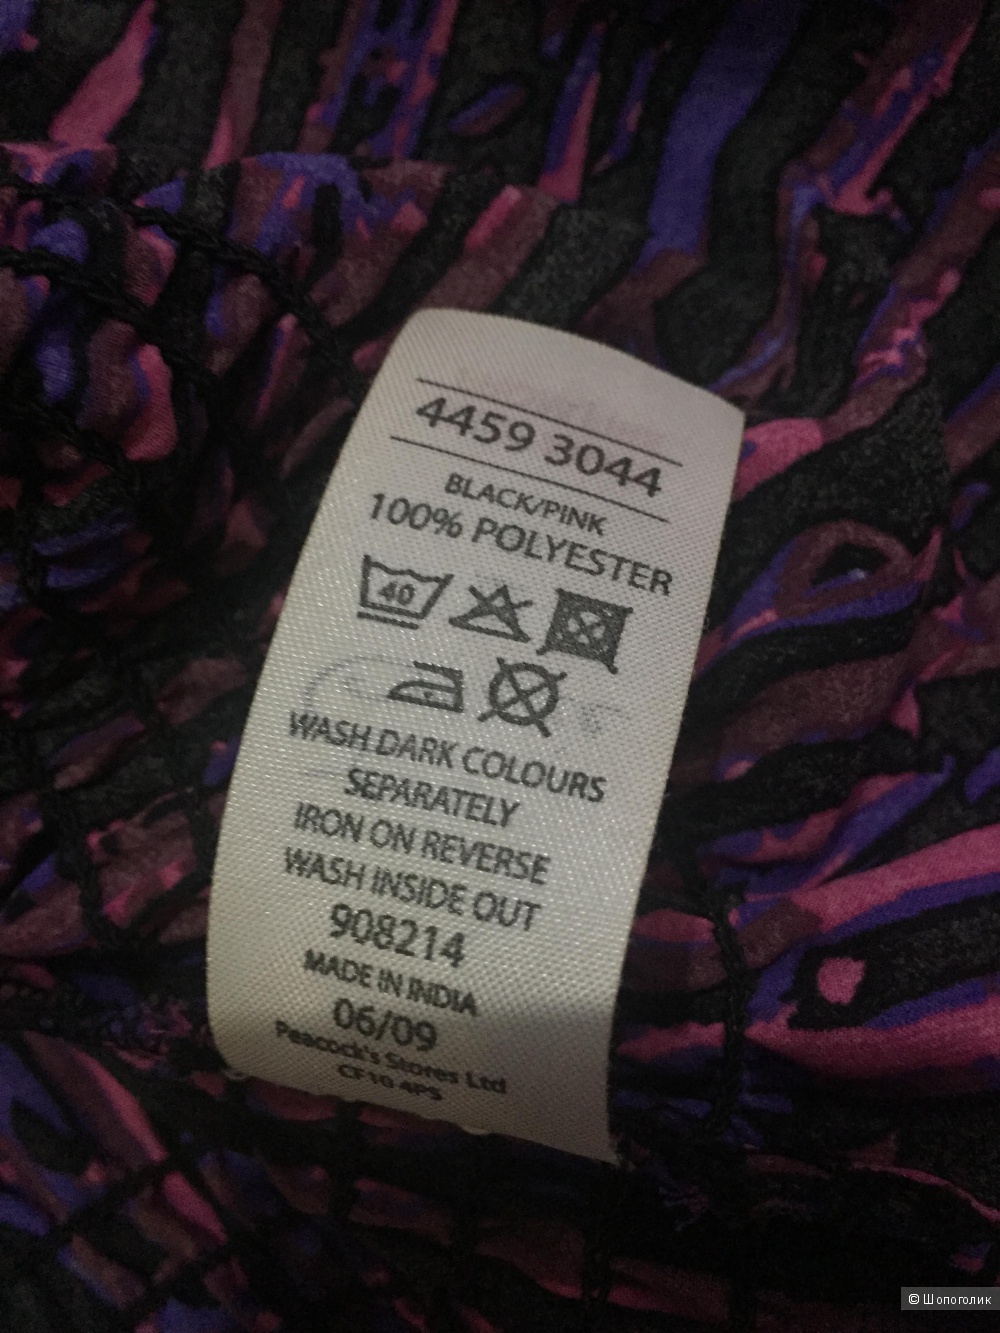 4459 3044
BLACK/PINK
100% POLYESTER
40
WASH DARK COLOURS
SEPARATELY
IRON ON REVERSE
WASH INSIDE OUT
908214
MADE IN INDIA
06/09
Peacock's Stores Ltd
CF10 4PS
© Шопоголик